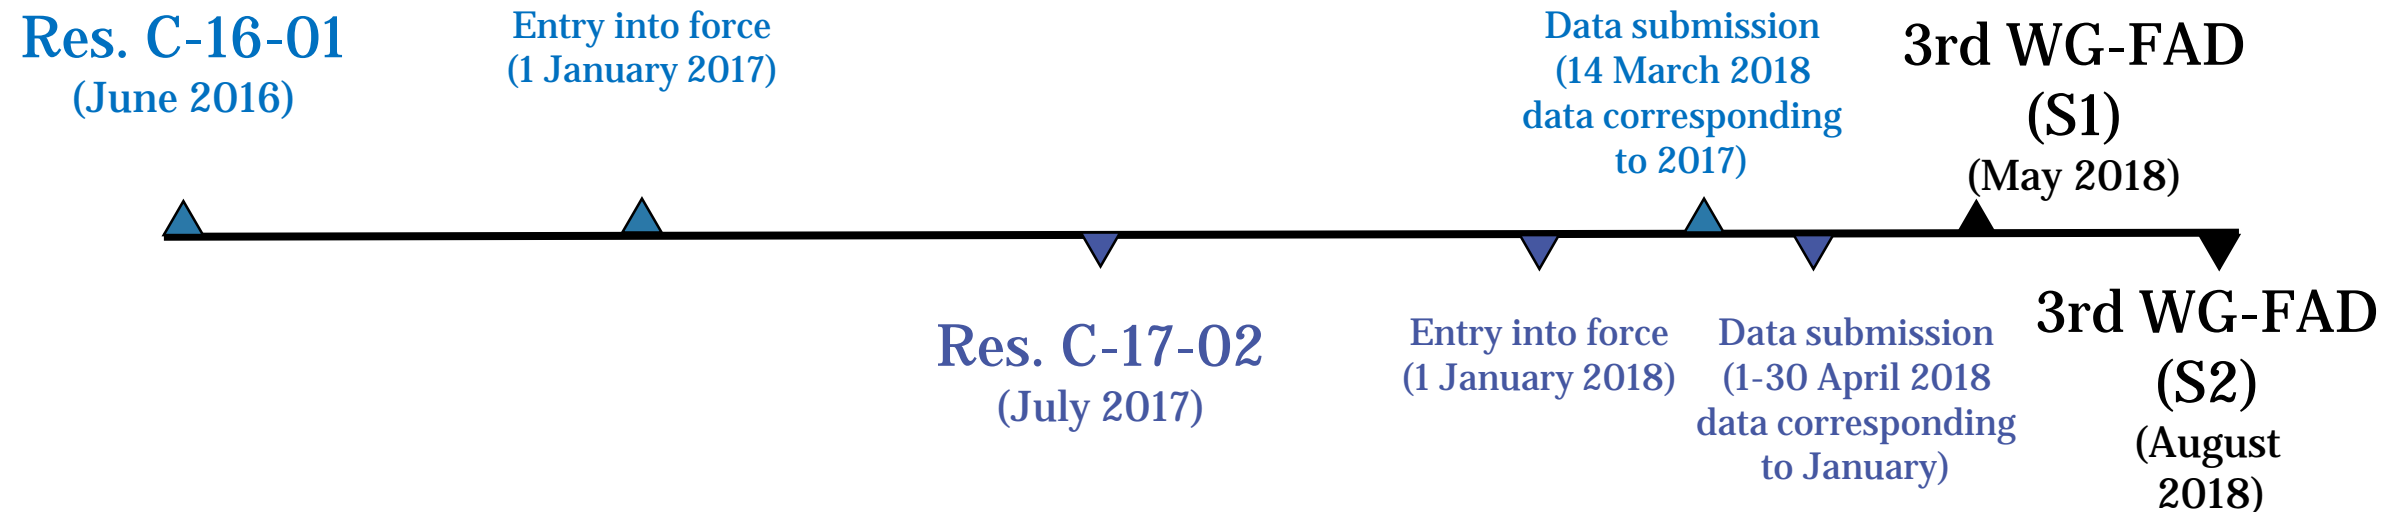 Res. C-16-01
(June 2016)
Entry into force
(1 January 2017)
Data submission
(14 March 2018
data corresponding
to 2017)
3rd WG-FAD
(S1)
(May 2018)
Res. C-17-02
(July 2017)
Entry into force
(1 January 2018)
Data submission
(1-30 April 2018
data corresponding
to January)
3rd WG-FAD
(S2)
(August
2018)